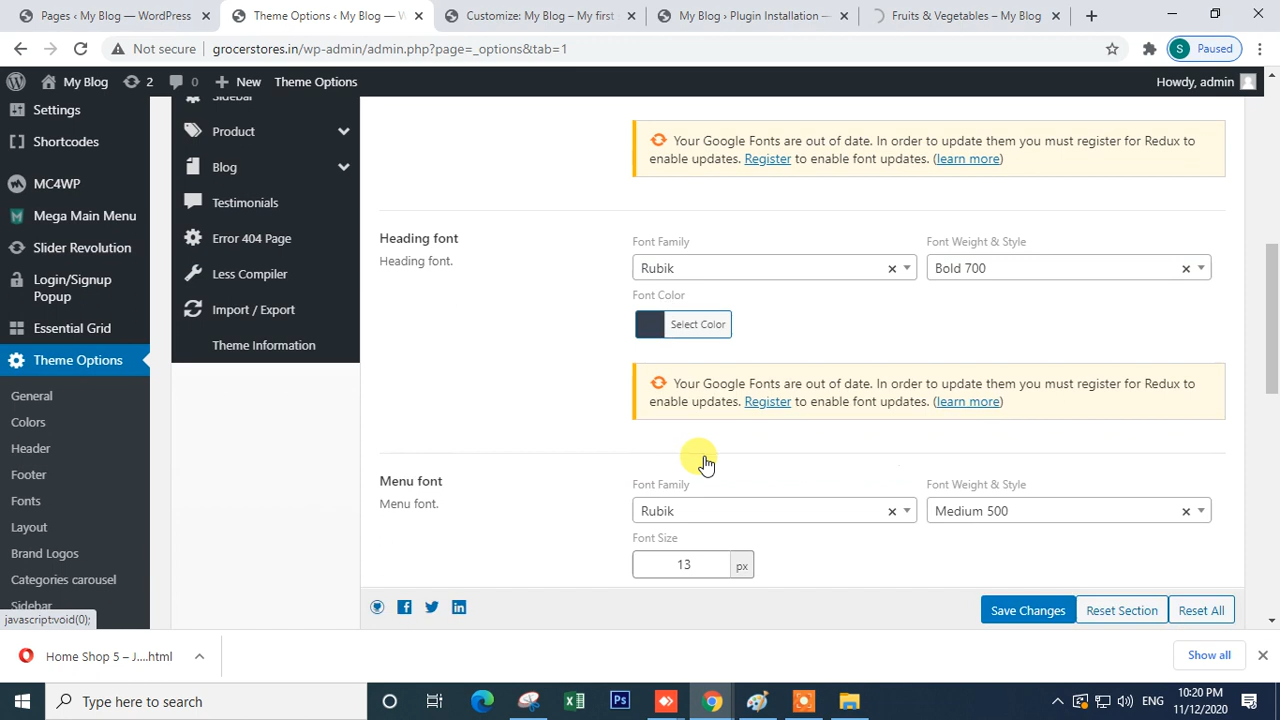 Pages ‹ My Blog — WordPress
Theme Options ‹ My Blog — W
Customize: My Blog – My first
My Blog › Plugin Installation —
Fruits & Vegetables – My Blog
Not secure
grocerstores.in/wp-admin/admin.php?page=_options&tab=1
S
Paused
My Blog
2
0
New
Theme Options
Howdy, admin
Settings
Shortcodes
MC4WP
Mega Main Menu
Slider Revolution
Login/Signup
Popup
Essential Grid
Theme Options
General
Colors
Header
Footer
Fonts
Layout
Brand Logos
Categories carousel
Sidebar
javascript:void(0);
Sidebar
Product
Blog
Testimonials
Error 404 Page
Less Compiler
Import / Export
Theme Information
Your Google Fonts are out of date. In order to update them you must register for Redux to
enable updates. Register to enable font updates. (learn more)
Heading font
Heading font.
Font Family
Font Weight & Style
Rubik
Bold 700
Font Color
Select Color
Your Google Fonts are out of date. In order to update them you must register for Redux to
enable updates. Register to enable font updates. (learn more)
Menu font
Menu font.
Font Family
Font Weight & Style
Rubik
Medium 500
Font Size
13
px
Save Changes
Reset Section
Reset All
Home Shop 5 – J....html
Show all
Type here to search
ENG
10:20 PM
11/12/2020